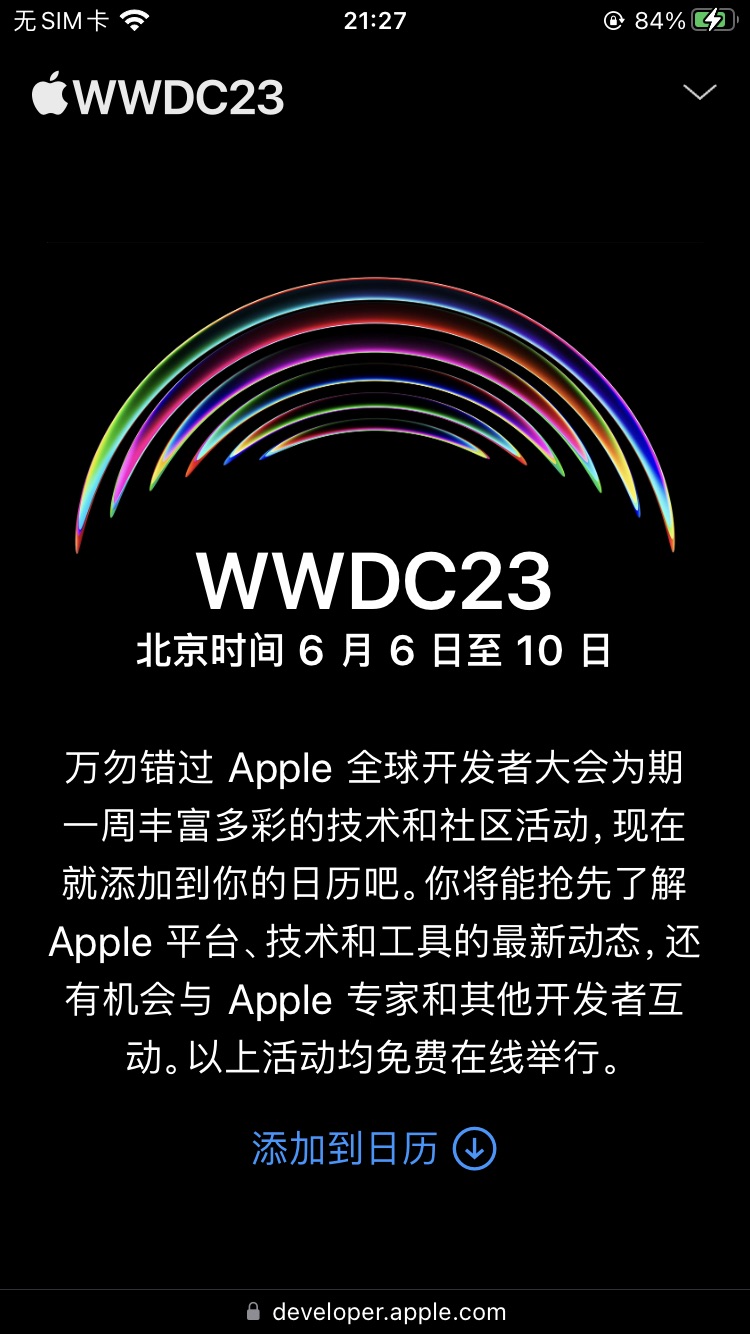 无SIM卡
21:27
84%
WWDC23
WWDC23
北京时间 6 月 6 日至 10 日
万勿错过 Apple 全球开发者大会为期
一周丰富多彩的技术和社区活动，现在
就添加到你的日历吧。你将能抢先了解
Apple 平台、技术和工具的最新动态，还
有机会与 Apple 专家和其他开发者互
动。以上活动均免费在线举行。
添加到日历
developer.apple.com